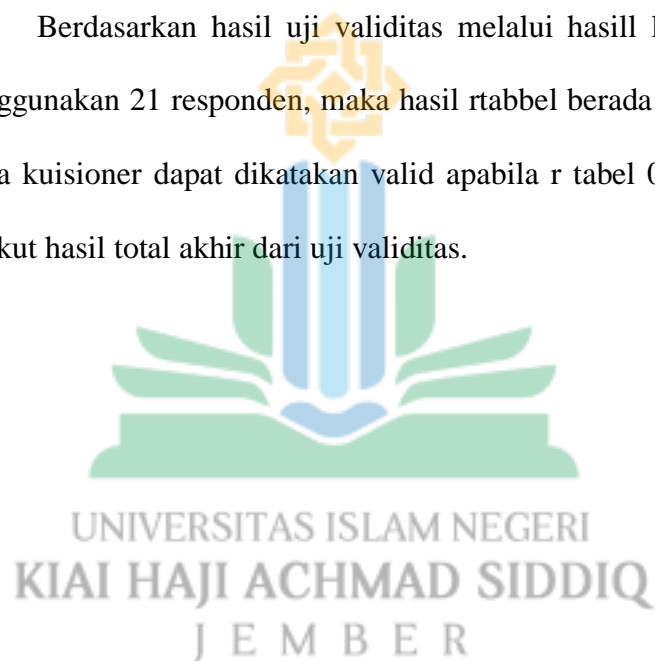 Berdasarkan hasil uji validitas melalui hasill
ggunakan 21 responden, maka hasil rtabbel berada
a kuisioner dapat dikatakan valid apabila r tabel
kut hasil total akhir dari uji validitas.
UNIVERSITAS ISLAM NEGERI
KIAI HAJI ACHMAD SIDDIQ
JEMBER